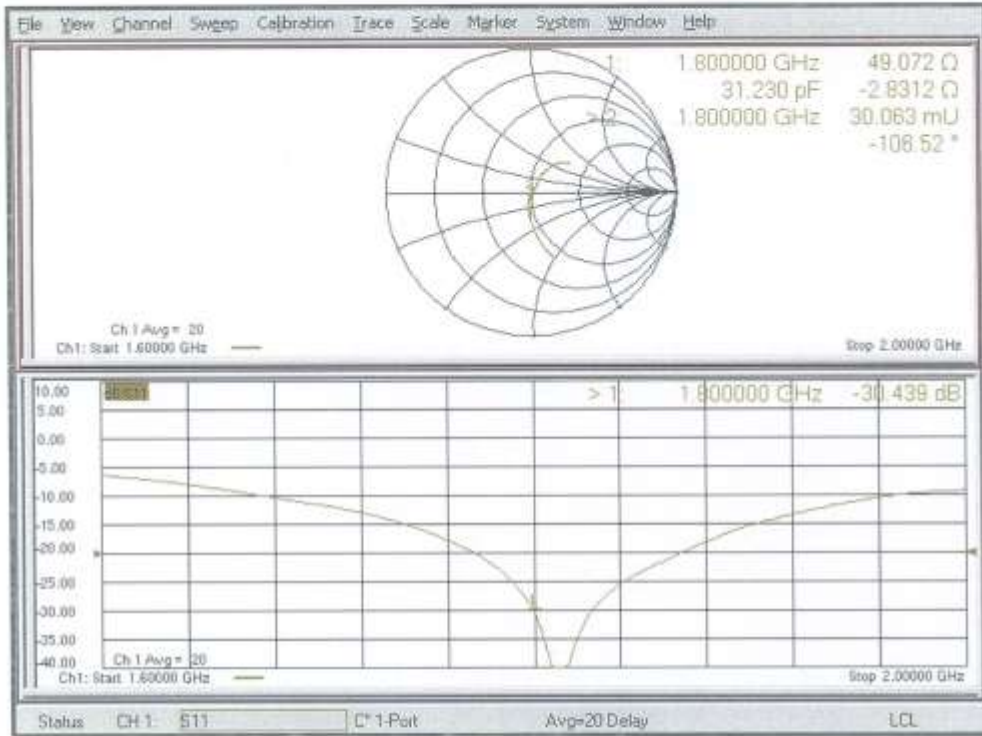 File View Channel Sweep Calibration Trace Scale Marker System Window Help
1: 1.800000 GHz 49.072 Ω
31.230 pF -2.8312 Ω
> 2: 1.800000 GHz 30.063 mU
-106.52 °
Ch 1 Avg = 20
Ch1: Start 1.60000 GHz Stop 2.00000 GHz
10.00 > 1: 1.800000 GHz -30.439 dB
5.00
0.00
-5.00
-10.00
-15.00
-20.00
-25.00
-30.00
-35.00
-40.00
Ch 1 Avg = 20
Ch1: Start 1.60000 GHz Stop 2.00000 GHz
Status CH 1: S11 C* 1-Port Avg=20 Delay LCL